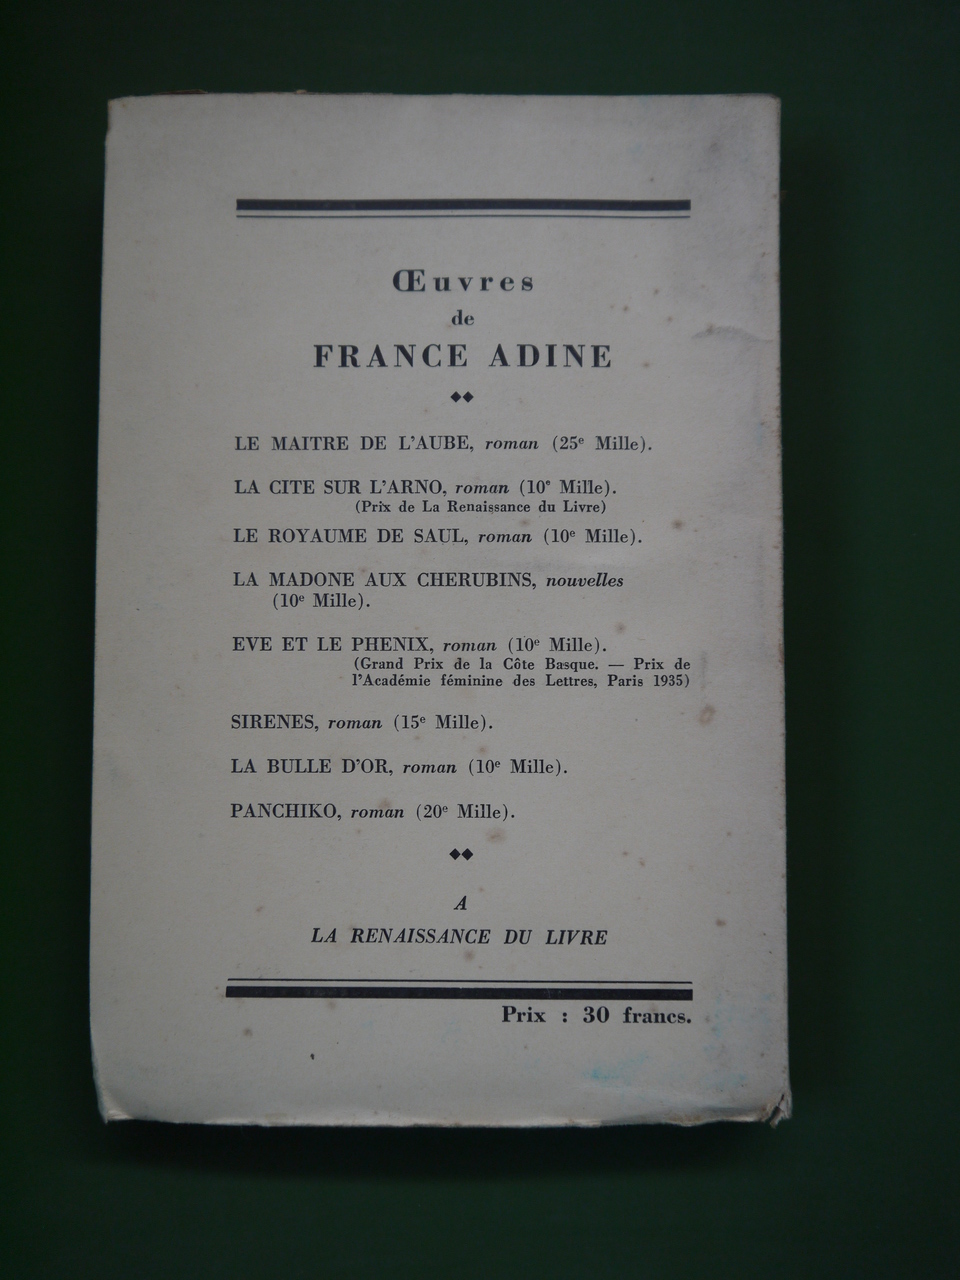 Œuvres
de
FRANCE ADINE
LE MAITRE DE L'AUBE, roman (25e Mille).
LA CITE SUR L'ARNO, roman (10e Mille).
(Prix de La Renaissance du Livre)
LE ROYAUME DE SAUL, roman (10e Mille).
LA MADONE AUX CHERUBINS, nouvelles
(10e Mille).
EVE ET LE PHENIX, roman (10e Mille).
(Grand Prix de la Côte Basque. — Prix de
l'Académie féminine des Lettres, Paris 1935)
SIRENES, roman (15e Mille).
LA BULLE D'OR, roman (10e Mille).
PANCHIKO, roman (20e Mille).
A
LA RENAISSANCE DU LIVRE
Prix : 30 francs.